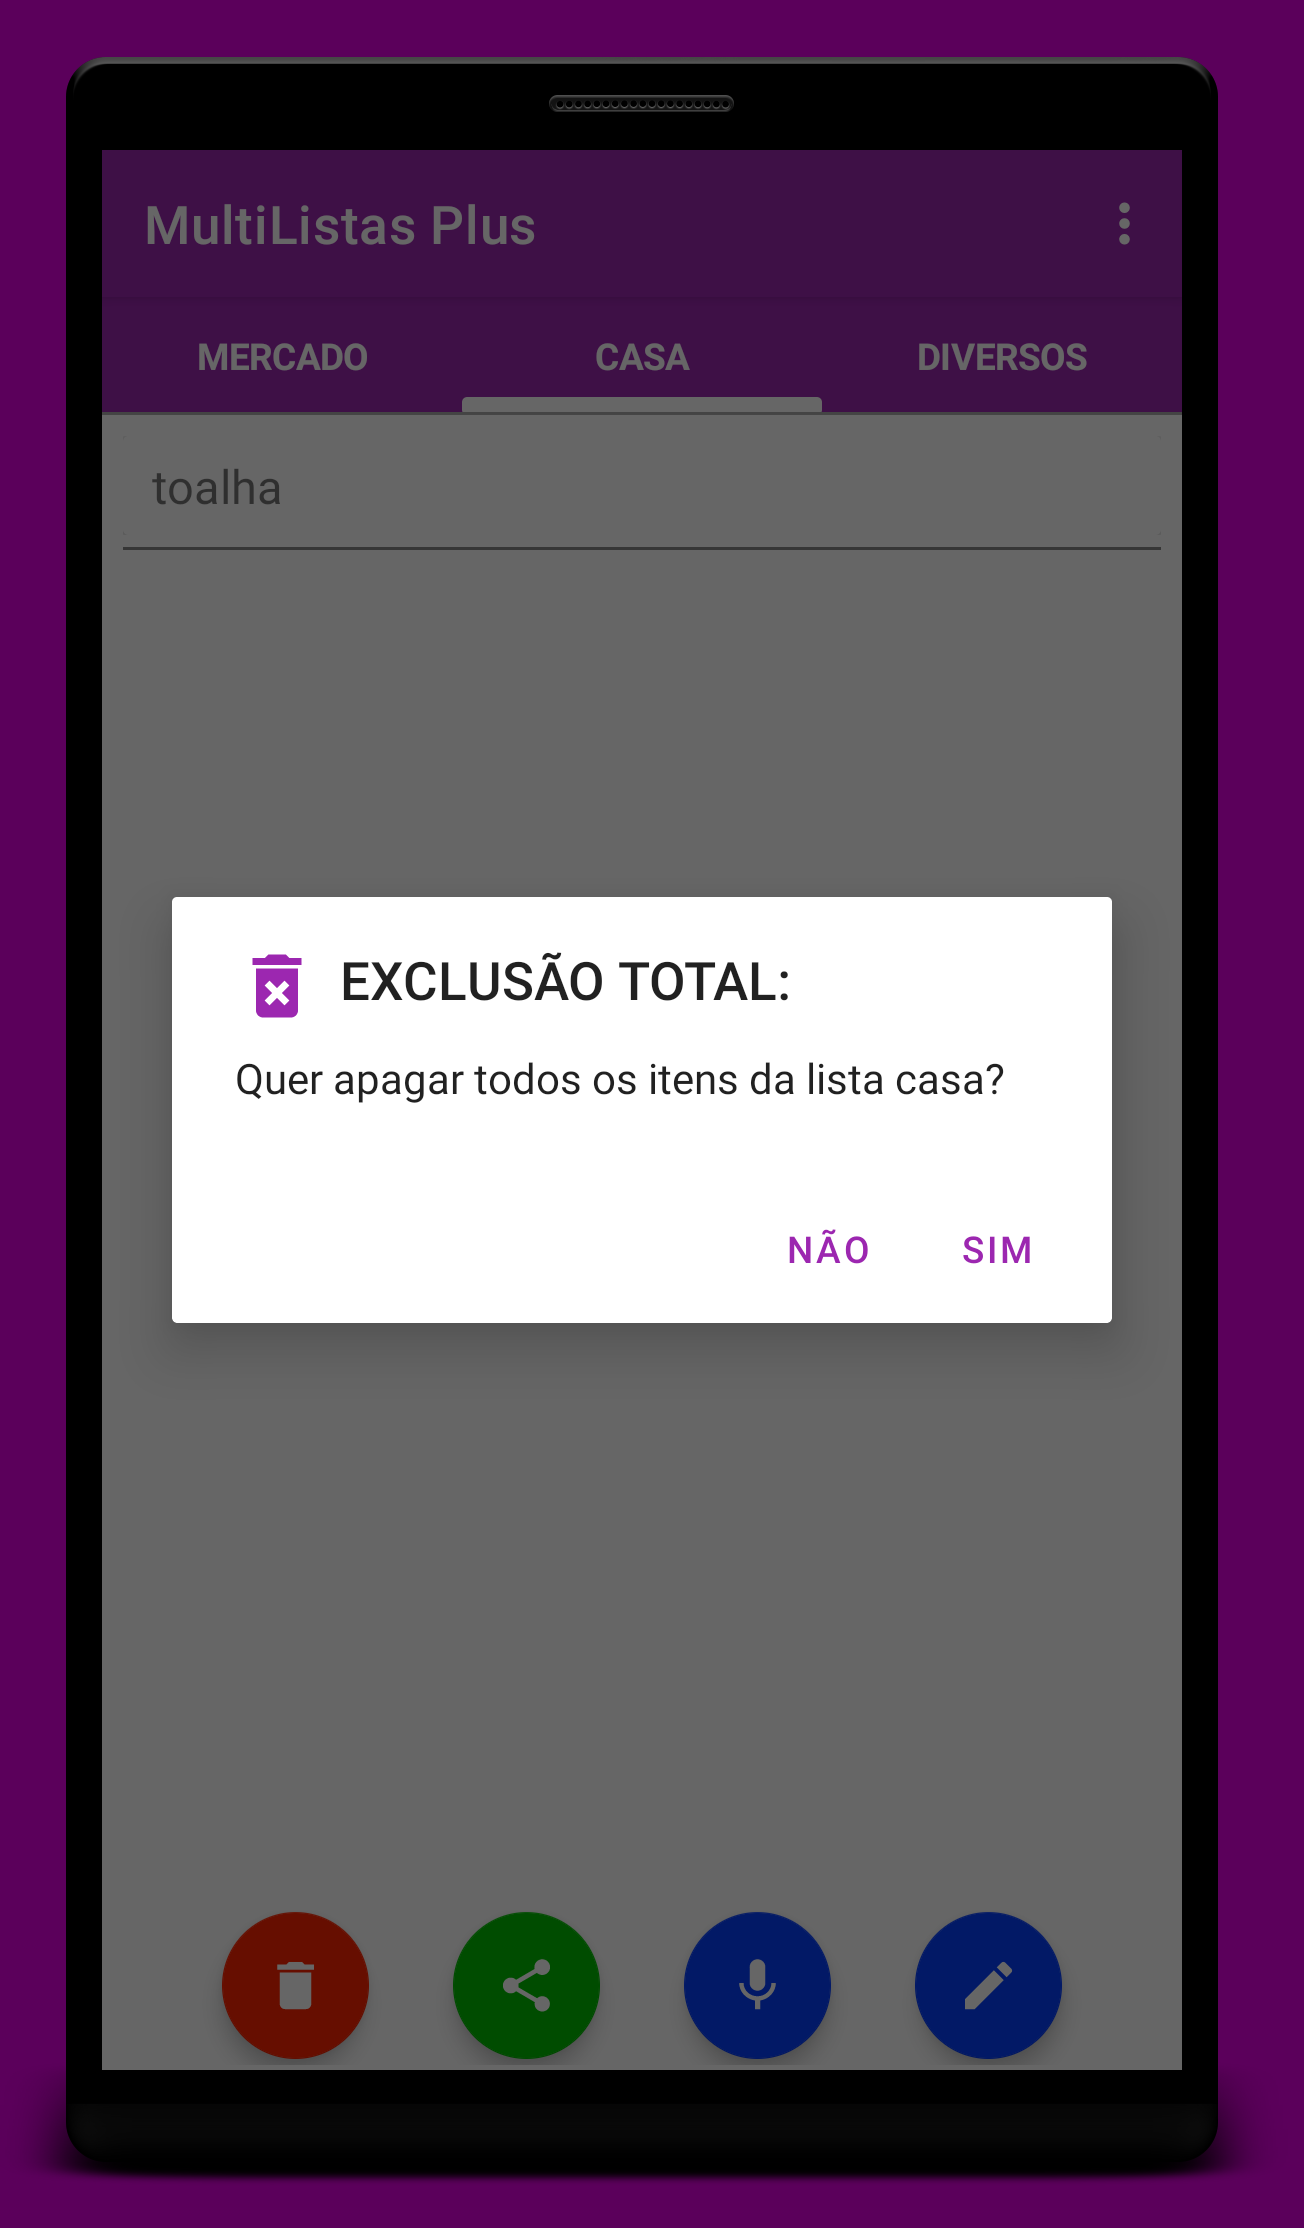 MultiListas Plus
MERCADO CASA DIVERSOS
toalha
EXCLUSÃO TOTAL:
Quer apagar todos os itens da lista casa?
NÃO SIM